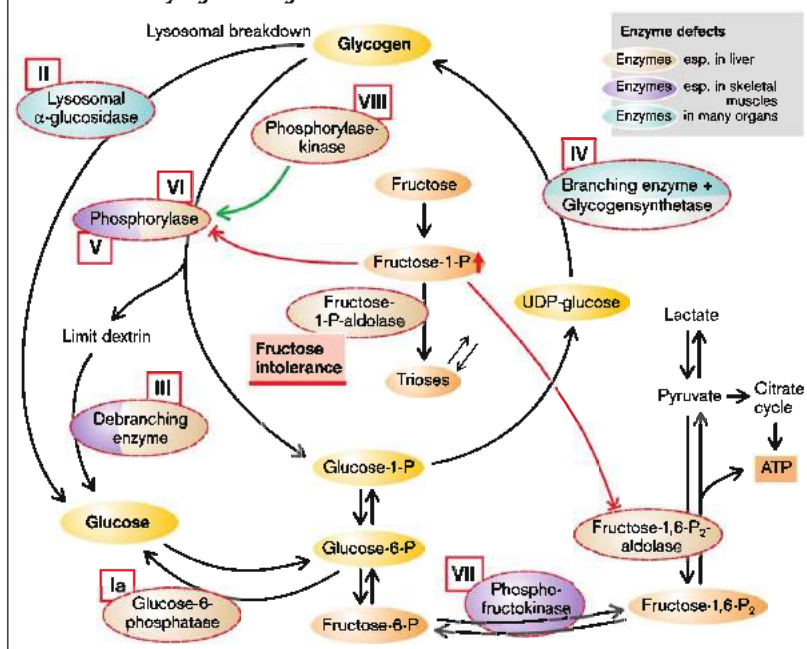 Lysosomal breakdown
Glycogen
Enzyme defects
Enzymes esp. in liver
Enzymes esp. in skeletal
muscles
Enzymes in many organs
II
Lysosomal
α-glucosidase
VIII
Phosphorylase-
kinase
IV
Branching enzyme +
Glycogensynthetase
VI
Phosphorylase
V
Fructose
Fructose-1-P
Fructose-
1-P-aldolase
Fructose
intolerance
Trioses
UDP-glucose
Limit dextrin
III
Debranching
enzyme
Lactate
Pyruvate
Citrate
cycle
ATP
Glucose-1-P
Glucose
Glucose-6-P
Fructose-1,6-P₂-
aldolase
Ia
Glucose-6-
phosphatase
VII
Phospho-
fructokinase
Fructose-6-P
Fructose-1,6-P₂